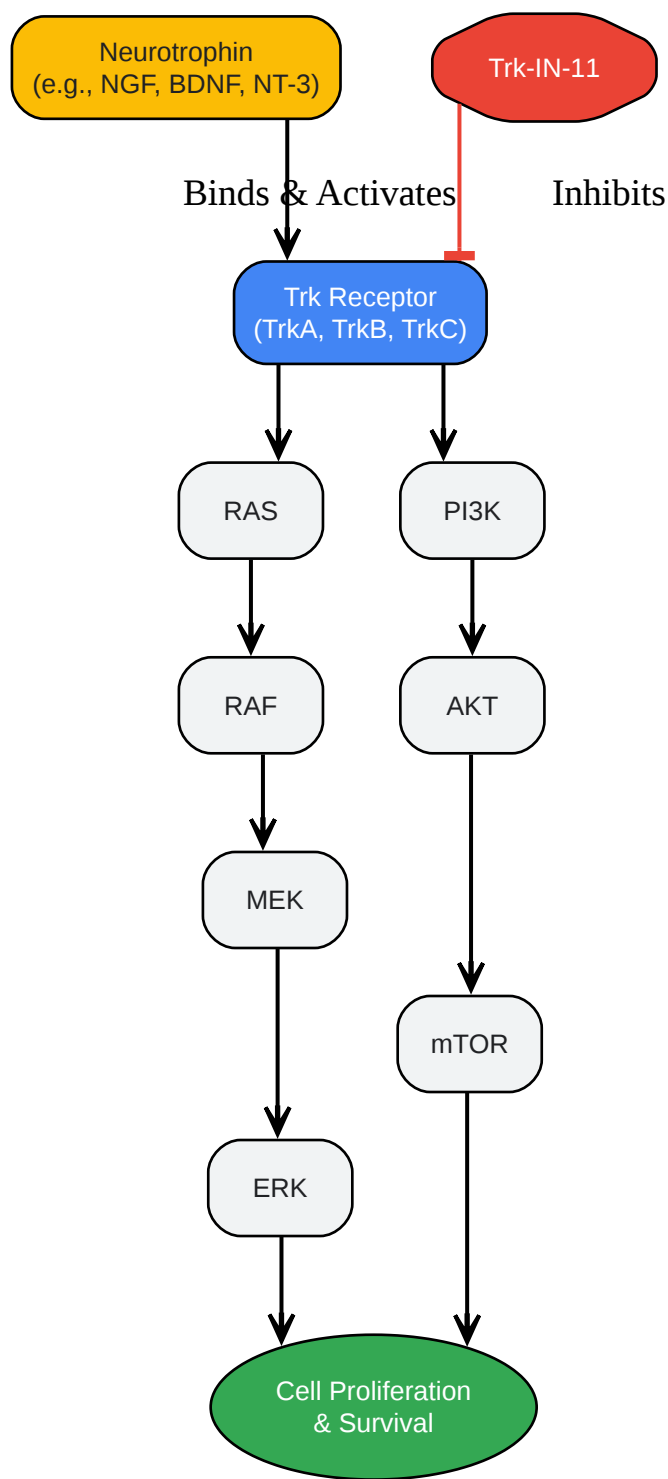 Neurotrophin
(e.g., NGF, BDNF, NT-3)
Trk-IN-11
Binds & Activates
Inhibits
Trk Receptor
(TrkA, TrkB, TrkC)
RAS
PI3K
RAF
AKT
MEK
mTOR
ERK
Cell Proliferation
& Survival